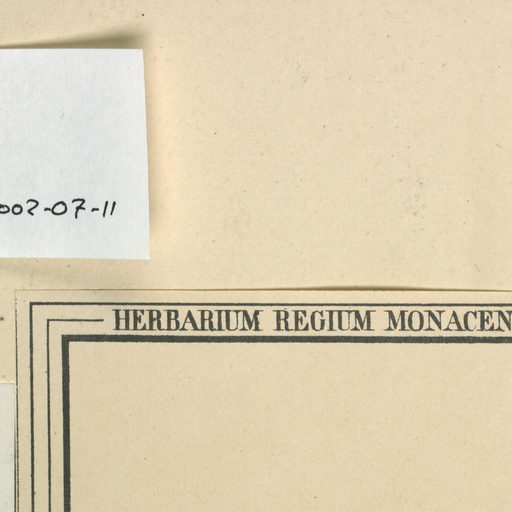 002-07-11
HERBARIUM REGIUM MONACEN